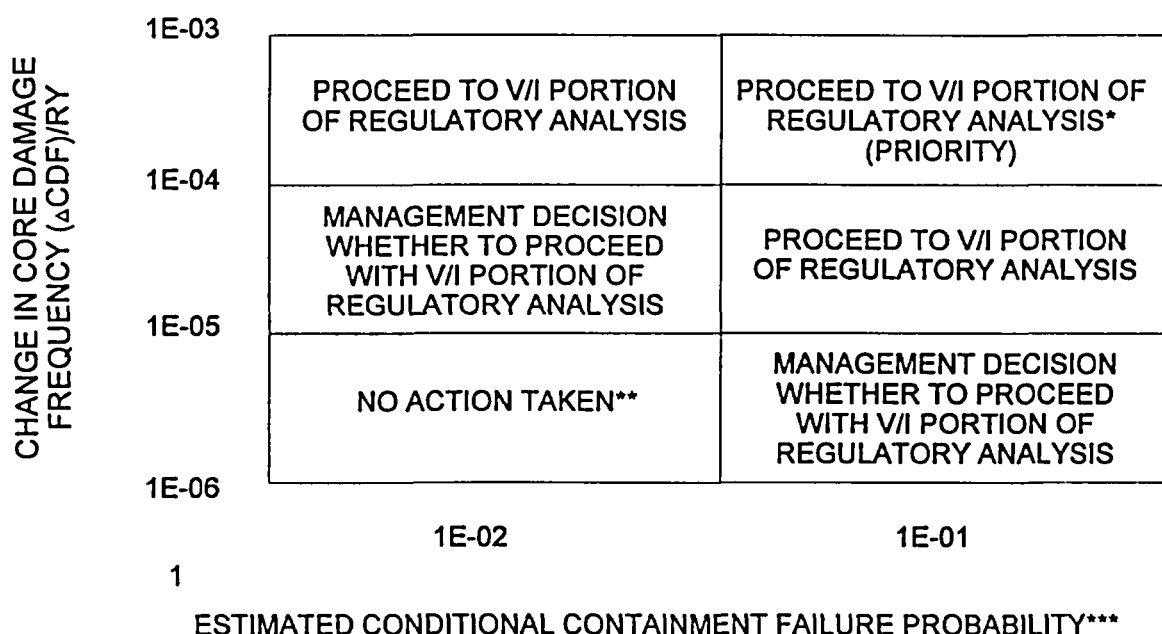 1E-03
CHANGE IN CORE DAMAGE
FREQUENCY (△CDF)/RY
PROCEED TO V/I PORTION
OF REGULATORY ANALYSIS
PROCEED TO V/I PORTION OF
REGULATORY ANALYSIS*
(PRIORITY)
1E-04
MANAGEMENT DECISION
WHETHER TO PROCEED
WITH V/I PORTION OF
REGULATORY ANALYSIS
PROCEED TO V/I PORTION
OF REGULATORY ANALYSIS
1E-05
NO ACTION TAKEN**
MANAGEMENT DECISION
WHETHER TO PROCEED
WITH V/I PORTION OF
REGULATORY ANALYSIS
1E-06
1E-02
1E-01
1
ESTIMATED CONDITIONAL CONTAINMENT FAILURE PROBABILITY***